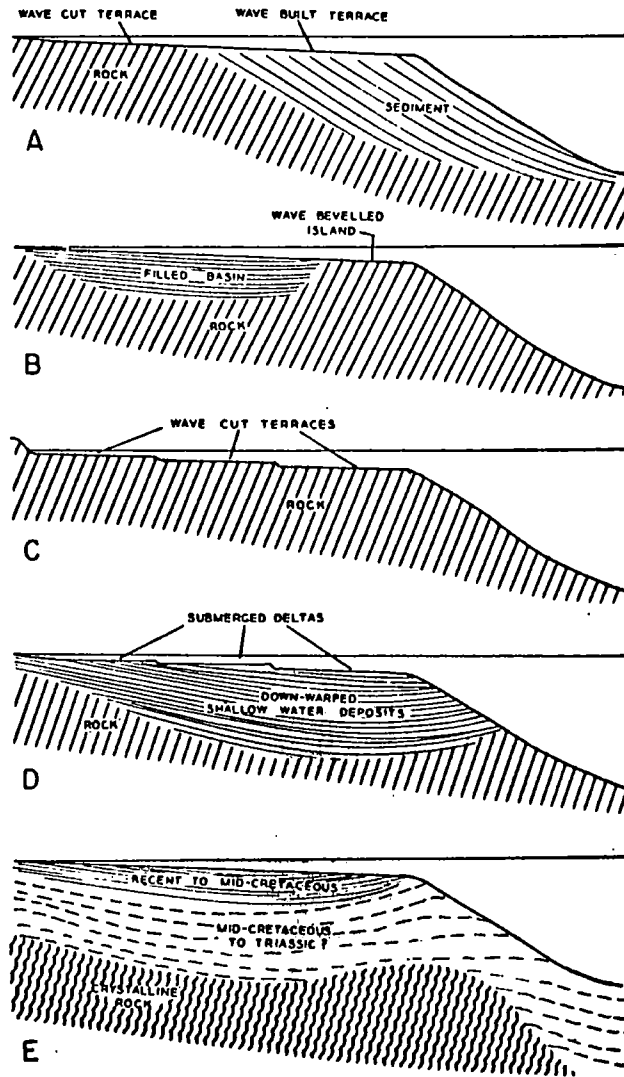 WAVE CUT TERRACE
WAVE BUILT TERRACE
ROCK
SEDIMENT
A
WAVE BEVELLED
ISLAND
FILLED BASIN
ROCK
B
WAVE CUT TERRACES
ROCK
C
SUBMERGED DELTAS
DOWN-WARPED
SHALLOW WATER DEPOSITS
ROCK
D
RECENT TO MID-CRETACEOUS
MID-CRETACEOUS
TO TRIASSIC ?
CRYSTALLINE
ROCK
E